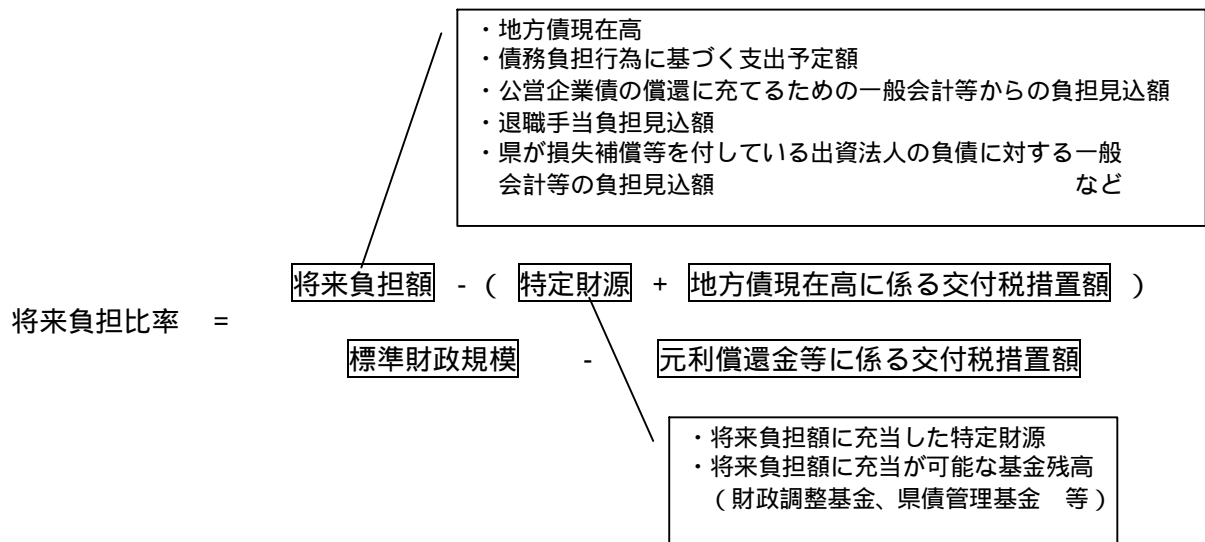 ・地方債現在高
・債務負担行為に基づく支出予定額
・公営企業債の償還に充てるための一般会計等からの負担見込額
・退職手当負担見込額
・県が損失補償等を付している出資法人の負債に対する一般
会計等の負担見込額 など
将来負担額 - ( 特定財源 + 地方債現在高に係る交付税措置額 )
将来負担比率 =
標準財政規模 - 元利償還金等に係る交付税措置額
・将来負担額に充当した特定財源
・将来負担額に充当が可能な基金残高
(財政調整基金、県債管理基金 等)